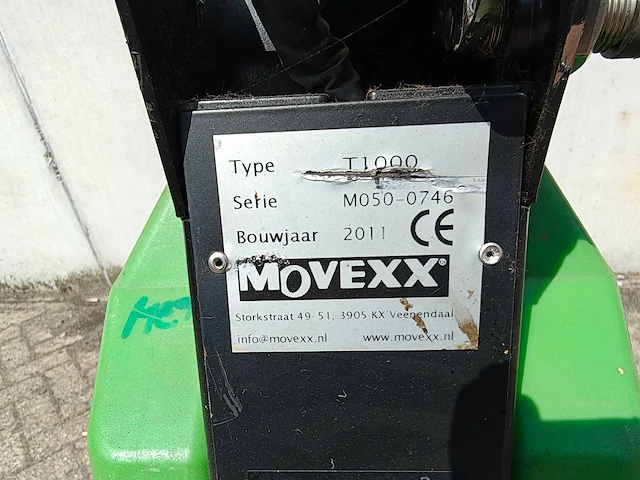 Type T1000
Serie M050-0746
Bouwjaar 2011 CE
MOVEXX®
Storkstraat 49-51, 3905 KX Veenendaal
info@movexx.nl www.movexx.nl